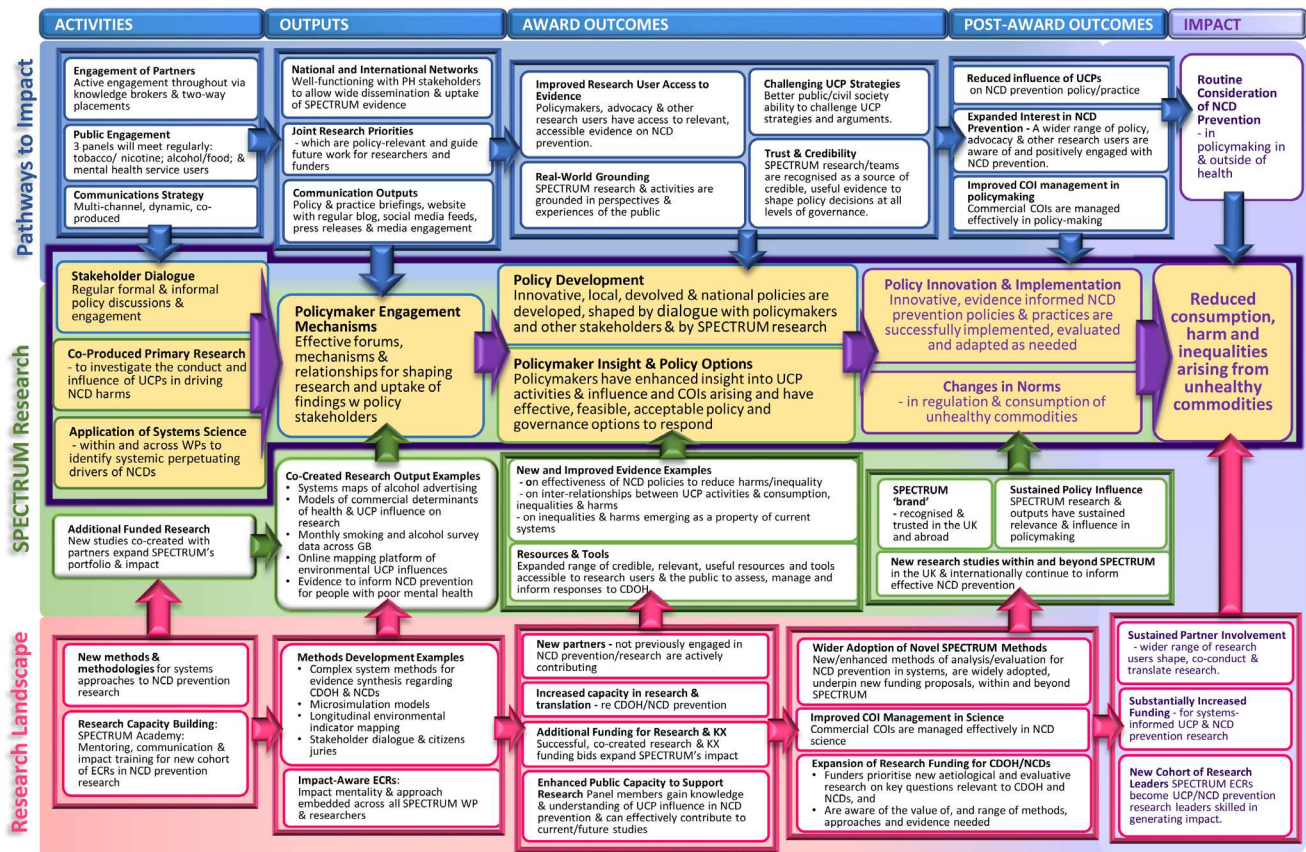 ACTIVITIES
OUTPUTS
AWARD OUTCOMES
POST-AWARD OUTCOMES
IMPACT
Pathways to Impact
Engagement of Partners
Active engagement throughout via
knowledge brokers & two-way
placements
Public Engagement
3 panels will meet regularly:
tobacco/ nicotine; alcohol/food; &
mental health service users
Communications Strategy
Multi-channel, dynamic, co-
produced
National and International Networks
Well-functioning with PH stakeholders
to allow wide dissemination & uptake
of SPECTRUM evidence
Joint Research Priorities
- which are policy-relevant and guide
future work for researchers and
funders
Communication Outputs
Policy & practice briefings, website
with regular blog, social media feeds,
press releases & media engagement
Improved Research User Access to
Evidence
Policymakers, advocacy & other
research users have access to relevant,
accessible evidence on NCD
prevention.
Real-World Grounding
SPECTRUM research & activities are
grounded in perspectives &
experiences of the public
Challenging UCP Strategies
Better public/civil society
ability to challenge UCP
strategies and arguments.
Trust & Credibility
SPECTRUM research/teams
are recognised as a source of
credible, useful evidence to
shape policy decisions at all
levels of governance.
Reduced influence of UCPs
on NCD prevention policy/practice
Expanded Interest in NCD
Prevention - A wider range of policy,
advocacy & other research users are
aware of and positively engaged with
NCD prevention.
Improved COI management in
policymaking
Commercial COIs are managed
effectively in policy-making
Routine
Consideration
of NCD
Prevention
- in
policymaking in
& outside of
health
SPECTRUM Research
Stakeholder Dialogue
Regular formal & informal
policy discussions &
engagement
Co-Produced Primary Research
- to investigate the conduct and
influence of UCPs in driving
NCD harms
Application of Systems Science
- within and across WPs to
identify systemic perpetuating
drivers of NCDs
Policymaker Engagement
Mechanisms
Effective forums,
mechanisms &
relationships for shaping
research and uptake of
findings w policy
stakeholders
Policy Development
Innovative, local, devolved & national policies are
developed, shaped by dialogue with policymakers
and other stakeholders & by SPECTRUM research
Policymaker Insight & Policy Options
Policymakers have enhanced insight into UCP
activities & influence and COIs arising and have
effective, feasible, acceptable policy and
governance options to respond
Policy Innovation & Implementation
Innovative, evidence informed NCD
prevention policies & practices are
successfully implemented, evaluated
and adapted as needed
Changes in Norms
- in regulation & consumption of
unhealthy commodities
Reduced
consumption,
harm and
inequalities
arising from
unhealthy
commodities
Additional Funded Research
New studies co-created with
partners expand SPECTRUM's
portfolio & impact
Co-Created Research Output Examples
• Systems maps of alcohol advertising
• Models of commercial determinants
of health & UCP influence on
research
• Monthly smoking and alcohol survey
data across GB
• Online mapping platform of
environmental UCP influences
• Evidence to inform NCD prevention
for people with poor mental health
New and Improved Evidence Examples
- on effectiveness of NCD policies to reduce harms/inequality
- on inter-relationships between UCP activities & consumption,
inequalities & harms
- on inequalities & harms emerging as a property of current
systems
Resources & Tools
Expanded range of credible, relevant, useful resources and tools
accessible to research users & the public to assess, manage and
inform responses to CDOH
SPECTRUM
'brand'
- recognised &
trusted in the UK
and abroad
Sustained Policy Influence
SPECTRUM research &
outputs have sustained
relevance & influence in
policymaking
New research studies within and beyond SPECTRUM
in the UK & internationally continue to inform
effective NCD prevention
Research Landscape
New methods &
methodologies for systems
approaches to NCD prevention
research
Research Capacity Building:
SPECTRUM Academy:
Mentoring, communication &
impact training for new cohort
of ECRs in NCD prevention
research
Methods Development Examples
• Complex system methods for
evidence synthesis regarding
CDOH & NCDs
• Microsimulation models
• Longitudinal environmental
indicator mapping
• Stakeholder dialogue & citizens
juries
Impact-Aware ECRs:
Impact mentality & approach
embedded across all SPECTRUM WP
& researchers
New partners - not previously engaged in
NCD prevention/research are actively
contributing
Increased capacity in research &
translation - re CDOH/NCD prevention
Additional Funding for Research & KX
Successful, co-created research & KX
funding bids expand SPECTRUM's impact
Enhanced Public Capacity to Support
Research Panel members gain knowledge
& understanding of UCP influence in NCD
prevention & can effectively contribute to
current/future studies
Wider Adoption of Novel SPECTRUM Methods
New/enhanced methods of analysis/evaluation for
NCD prevention in systems, are widely adopted,
underpin new funding proposals, within and beyond
SPECTRUM
Improved COI Management in Science
Commercial COIs are managed effectively in NCD
science
Expansion of Research Funding for CDOH/NCDs
• Funders prioritise new aetiological and evaluative
research on key questions relevant to CDOH and
NCDs, and
• Are aware of the value of, and range of methods,
approaches and evidence needed
Sustained Partner Involvement
- wider range of research
users shape, co-conduct &
translate research.
Substantially Increased
Funding - for systems-
informed UCP & NCD
prevention research
New Cohort of Research
Leaders SPECTRUM ECRs
become UCP/NCD prevention
research leaders skilled in
generating impact.